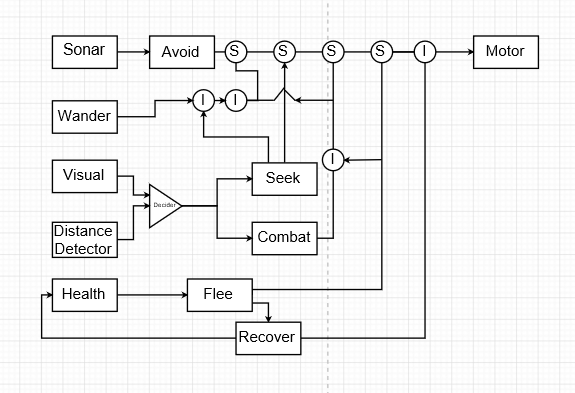 Sonar
Avoid
S
S
S
S
I
Motor
Wander
I
I
Visual
Decider
Seek
I
Distance
Detector
Combat
Health
Flee
Recover